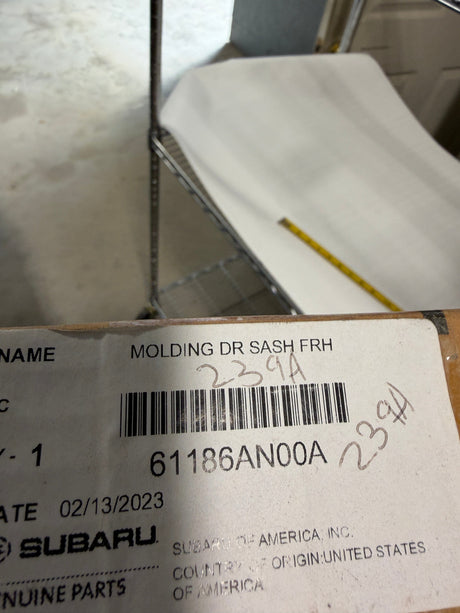 NAME MOLDING DR SASH FRH
239A
C
Y- 1 61186AN00A 239A
ATE 02/13/2023
SUBARU SUBARU OF AMERICA, INC.
COUNTRY OF ORIGIN:UNITED STATES
NUINE PARTS OF AMERICA